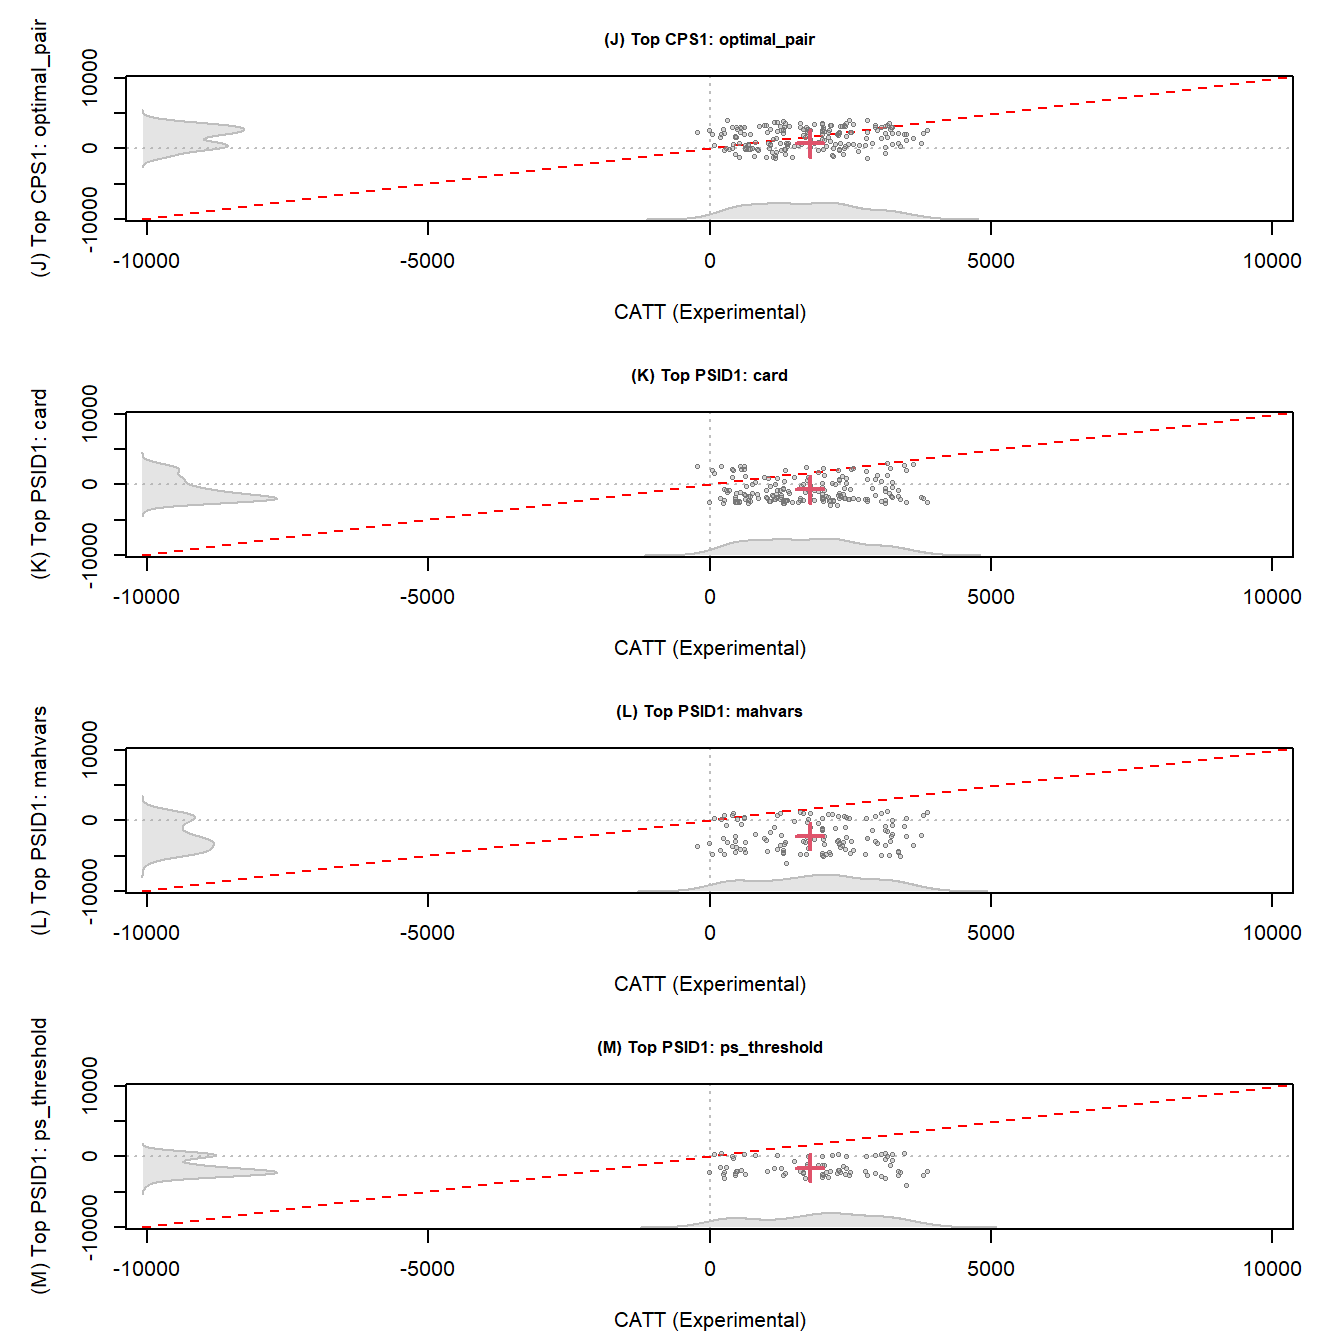 (J) Top CPS1: optimal_pair
(J) Top CPS1: optimal_pair
10000
0
-10000
-10000 -5000 0 5000 10000
CATT (Experimental)
(K) Top PSID1: card
(K) Top PSID1: card
10000
0
-10000
-10000 -5000 0 5000 10000
CATT (Experimental)
(L) Top PSID1: mahvars
(L) Top PSID1: mahvars
10000
0
-10000
-10000 -5000 0 5000 10000
CATT (Experimental)
(M) Top PSID1: ps_threshold
(M) Top PSID1: ps_threshold
10000
0
-10000
-10000 -5000 0 5000 10000
CATT (Experimental)